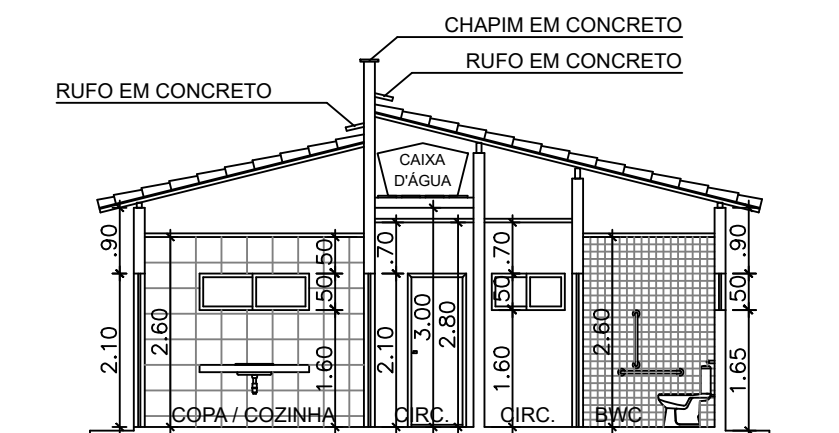 CHAPIM EM CONCRETO
RUFO EM CONCRETO
RUFO EM CONCRETO
CAIXA
D'ÁGUA
.90
2.10
2.60
.50
.50
1.60
.70
2.10
3.00
2.80
.70
.50
1.60
2.60
.90
.50
1.65
COPA / COZINHA
CIRC.
CIRC.
BWC